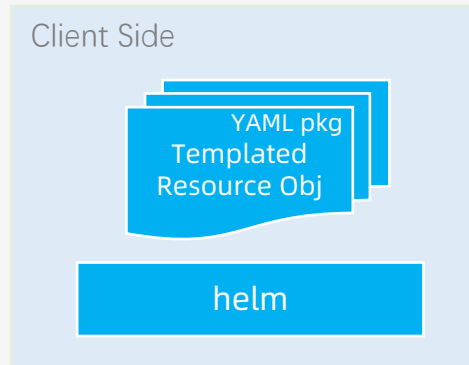 Client Side
YAML pkg
Templated
Resource Obj
helm